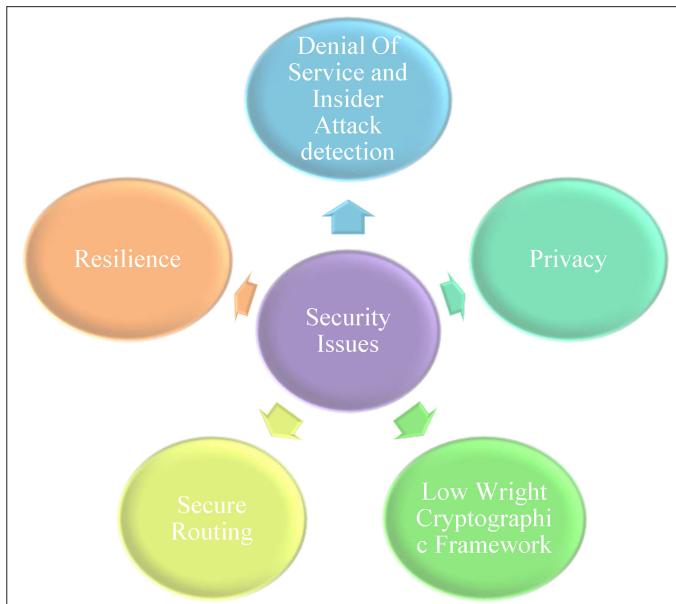 Denial Of
Service and
Insider
Attack
detection
Resilience
Privacy
Security
Issues
Secure
Routing
Low Wright
Cryptographi
c Framework